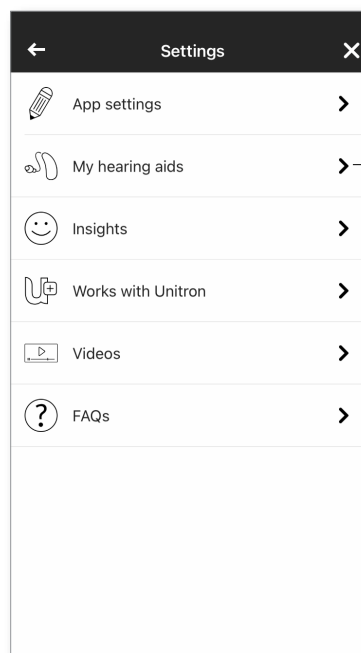 Settings
App settings
My hearing aids
Insights
Works with Unitron
Videos
FAQs